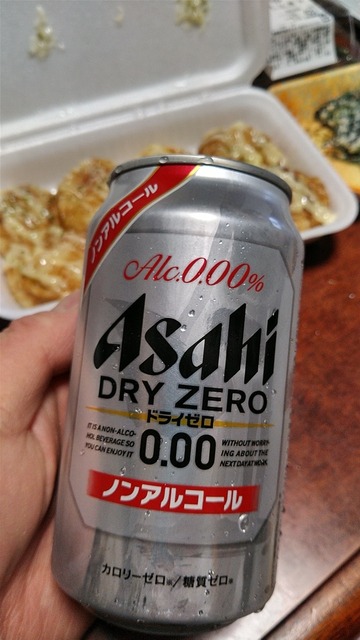 ノンアルコール
Alc.0.00%
Asahi
DRY ZERO
ドライゼロ
IT IS A NON-ALCO-
HOL BEVERAGE SO
YOU CAN ENJOY IT
0.00
WITHOUT WORRY-
ING ABOUT THE
NEXT DAY AT WORK.
ノンアルコール
カロリーゼロ※/糖質ゼロ※